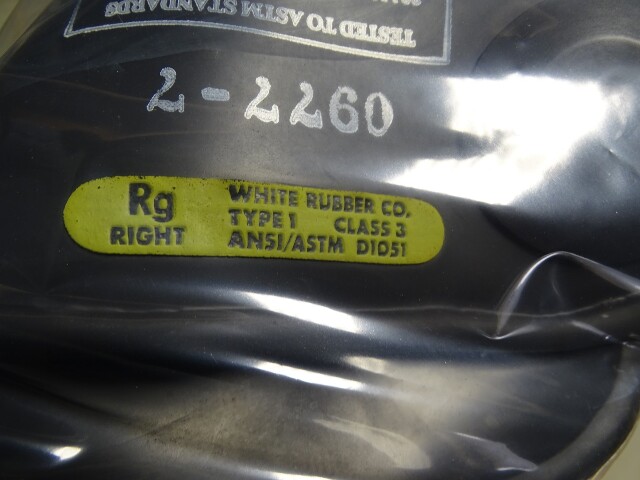 TESTED TO ASTM STANDARDS
2-2260
Rg
RIGHT
WHITE RUBBER CO.
TYPE 1 CLASS 3
ANSI/ASTM D1051